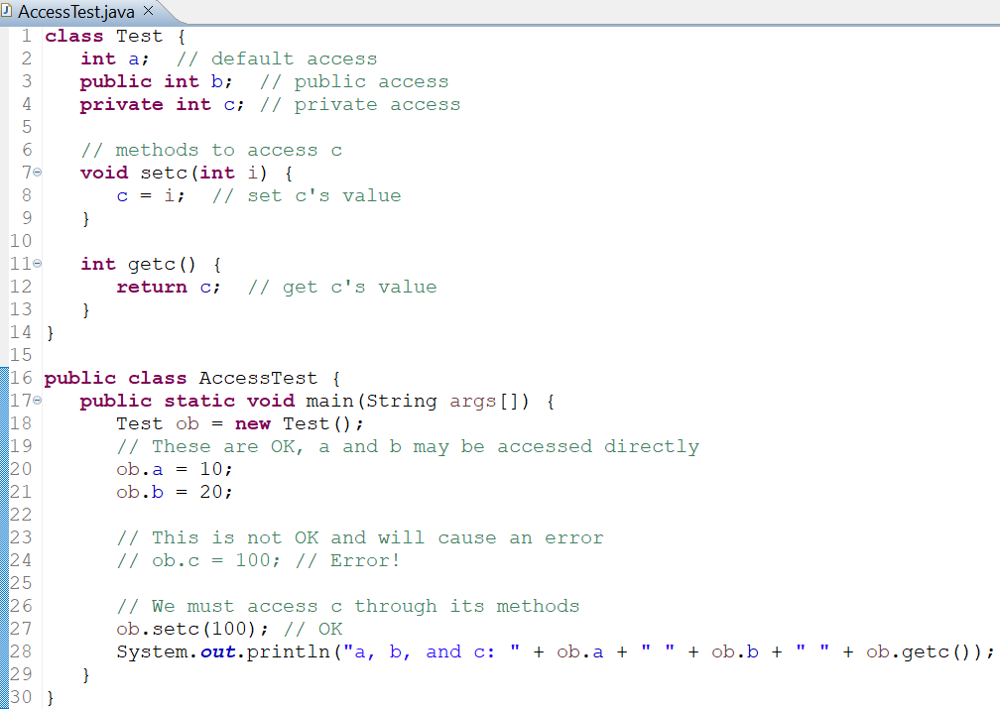 AccessTest.java
1 class Test {
2    int a;  // default access
3    public int b;  // public access
4    private int c; // private access
5
6    // methods to access c
7    void setc(int i) {
8       c = i;  // set c's value
9    }
10
11    int getc() {
12       return c;  // get c's value
13    }
14 }
15
16 public class AccessTest {
17    public static void main(String args[]) {
18       Test ob = new Test();
19       // These are OK, a and b may be accessed directly
20       ob.a = 10;
21       ob.b = 20;
22
23       // This is not OK and will cause an error
24       // ob.c = 100; // Error!
25
26       // We must access c through its methods
27       ob.setc(100); // OK
28       System.out.println("a, b, and c: " + ob.a + " " + ob.b + " " + ob.getc());
29    }
30 }